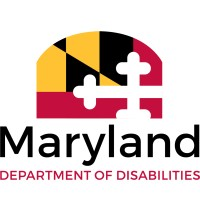 Maryland
DEPARTMENT OF DISABILITIES